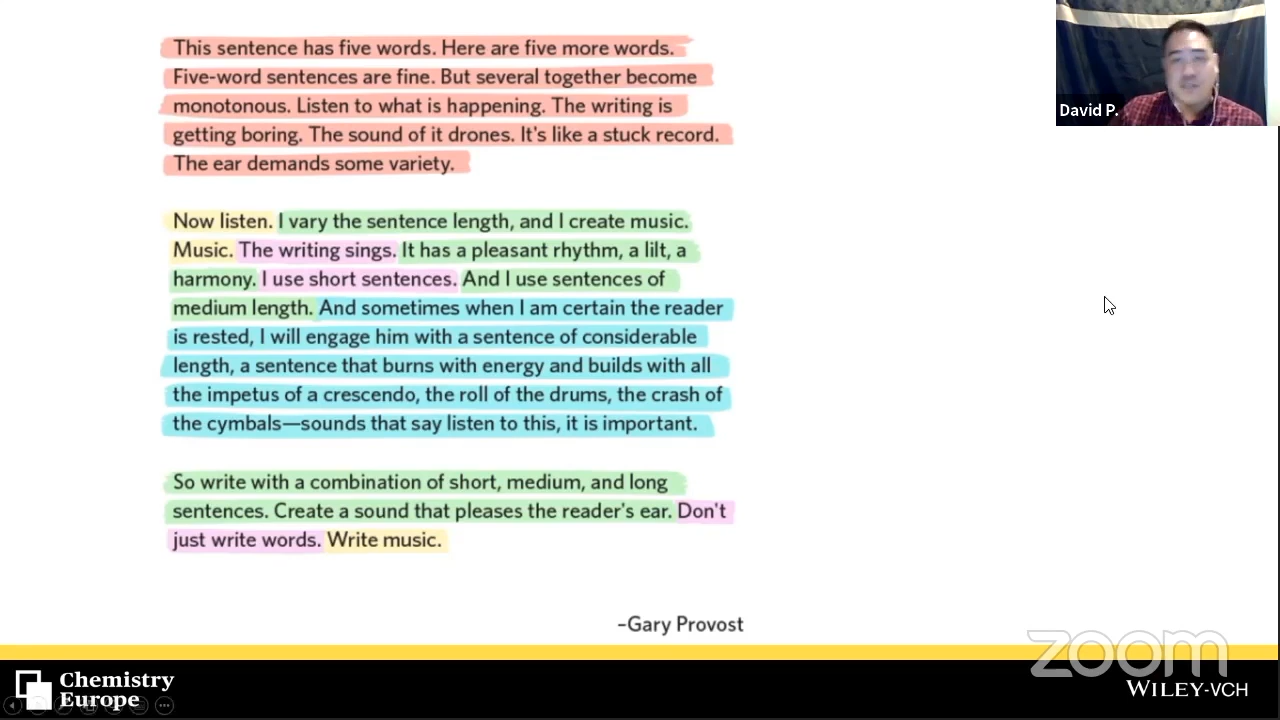 This sentence has five words. Here are five more words.
Five-word sentences are fine. But several together become
monotonous. Listen to what is happening. The writing is
getting boring. The sound of it drones. It's like a stuck record.
The ear demands some variety.
Now listen. I vary the sentence length, and I create music.
Music. The writing sings. It has a pleasant rhythm, a lilt, a
harmony. I use short sentences. And I use sentences of
medium length. And sometimes when I am certain the reader
is rested, I will engage him with a sentence of considerable
length, a sentence that burns with energy and builds with all
the impetus of a crescendo, the roll of the drums, the crash of
the cymbals—sounds that say listen to this, it is important.
So write with a combination of short, medium, and long
sentences. Create a sound that pleases the reader's ear. Don't
just write words. Write music.
–Gary Provost
David P.
zoom
Chemistry
Europe
WILEY-VCH